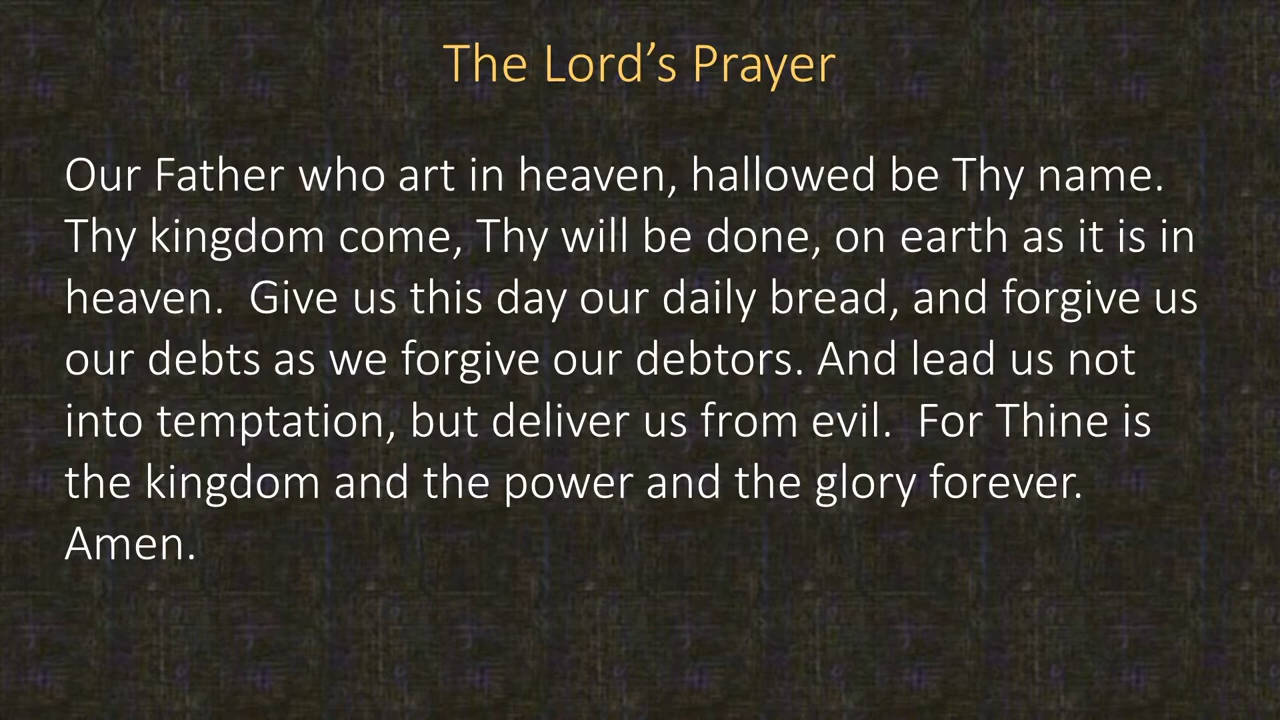 The Lord’s Prayer
Our Father who art in heaven, hallowed be Thy name.
Thy kingdom come, Thy will be done, on earth as it is in
heaven.  Give us this day our daily bread, and forgive us
our debts as we forgive our debtors. And lead us not
into temptation, but deliver us from evil.  For Thine is
the kingdom and the power and the glory forever.
Amen.